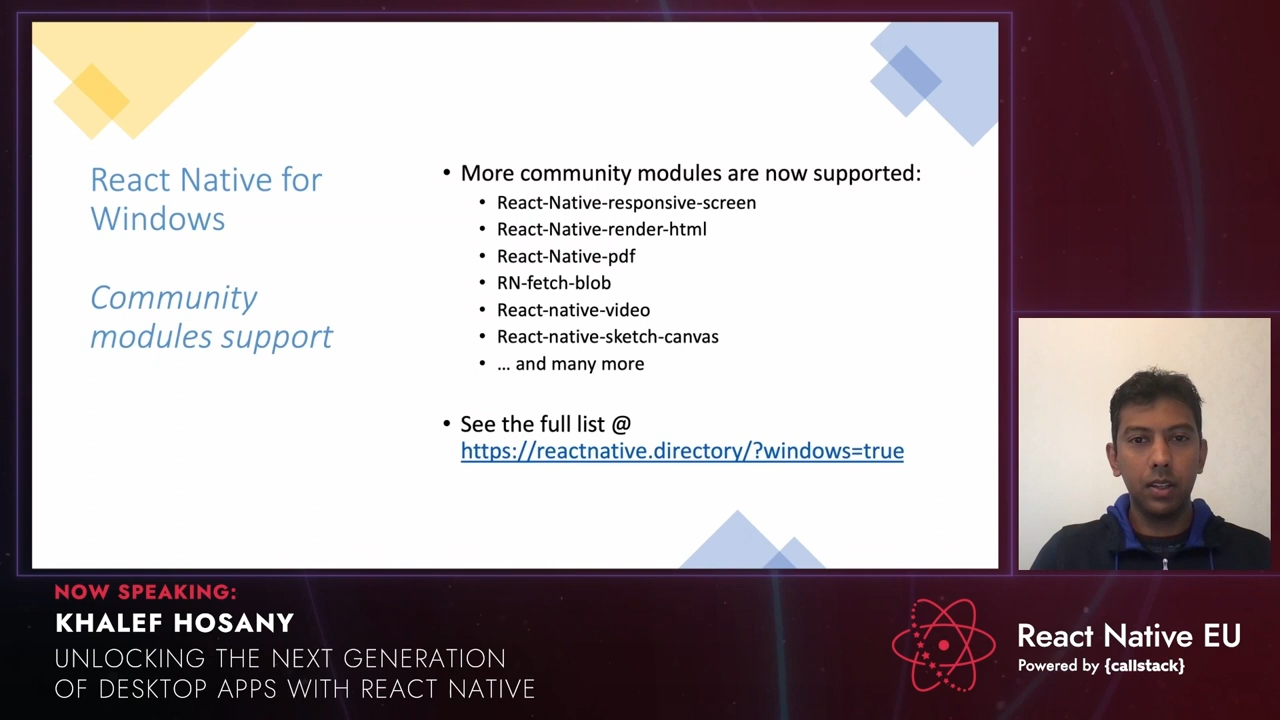 React Native for
Windows
Community
modules support
• More community modules are now supported:
• React-Native-responsive-screen
• React-Native-render-html
• React-Native-pdf
• RN-fetch-blob
• React-native-video
• React-native-sketch-canvas
• ... and many more
• See the full list @
https://reactnative.directory/?windows=true
NOW SPEAKING:
KHALEF HOSANY
UNLOCKING THE NEXT GENERATION
OF DESKTOP APPS WITH REACT NATIVE
React Native EU
Powered by {callstack}